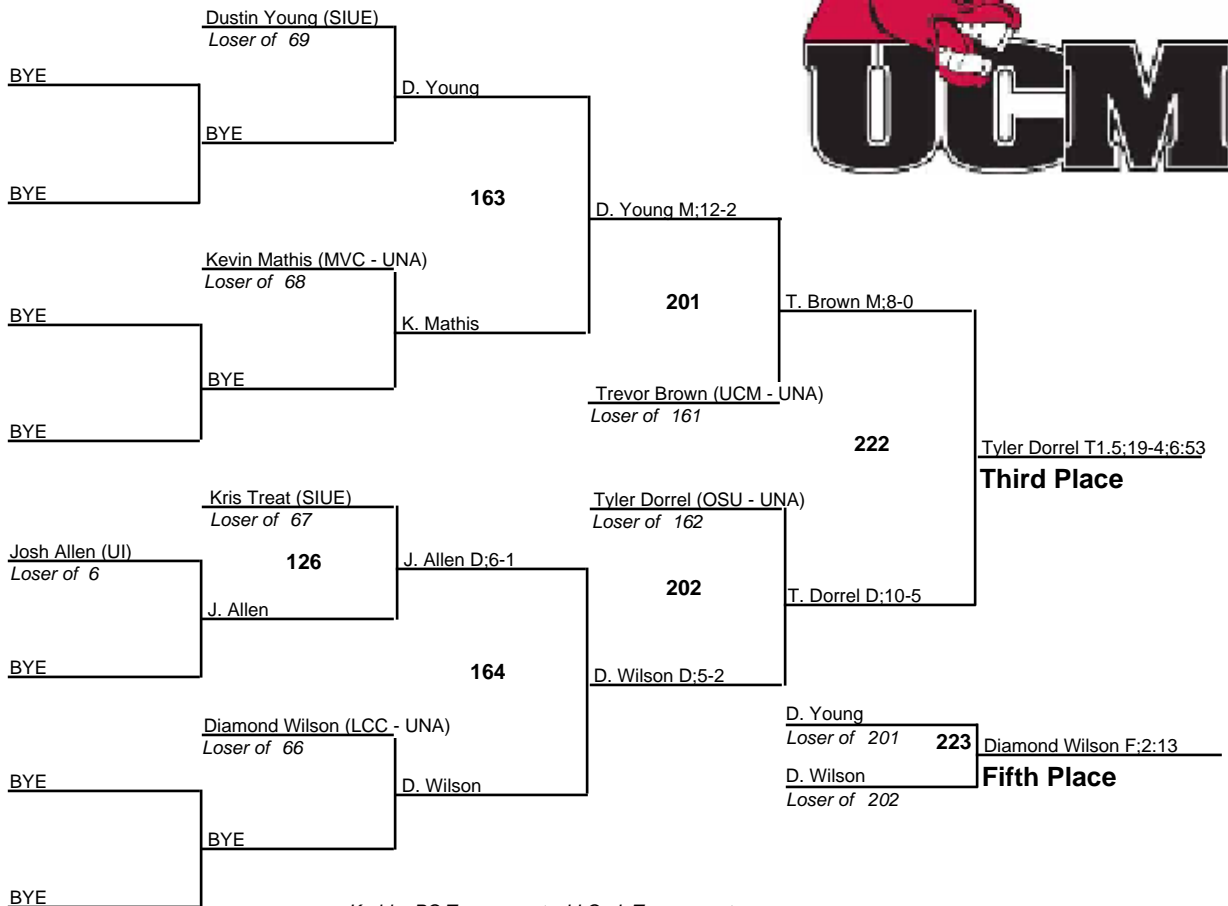 Dustin Young (SIUE)
Loser of 69
BYE
D. Young
BYE
BYE
163
D. Young M;12-2
Kevin Mathis (MVC - UNA)
Loser of 68
201
T. Brown M;8-0
BYE
K. Mathis
BYE
Trevor Brown (UCM - UNA)
Loser of 161
BYE
222
Tyler Dorrel T1.5;19-4;6:53
Third Place
Kris Treat (SIUE)
Loser of 67
Tyler Dorrel (OSU - UNA)
Loser of 162
Josh Allen (UI)
Loser of 6
126
J. Allen D;6-1
202
T. Dorrel D;10-5
J. Allen
BYE
164
D. Wilson D;5-2
Diamond Wilson (LCC - UNA)
Loser of 66
D. Young
Loser of 201
223
Diamond Wilson F;2:13
Fifth Place
BYE
D. Wilson
D. Wilson
Loser of 202
BYE
BYE
UCM